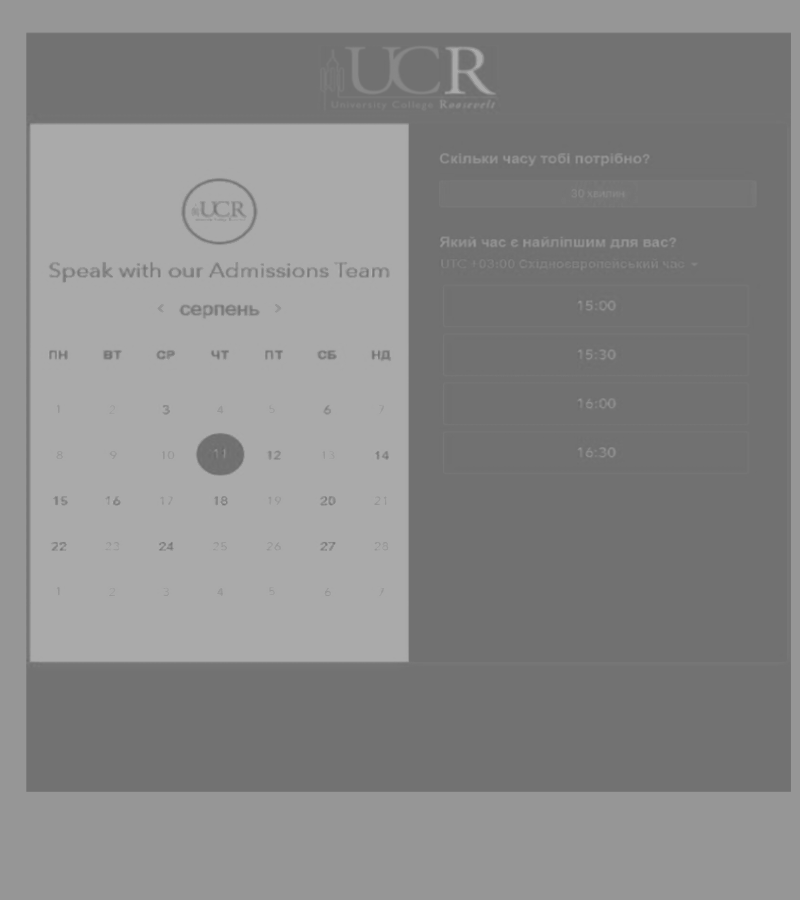 UCR
University College Roosevelt
UCR
Speak with our Admissions Team
< серпень >
ПН ВТ СР ЧТ ПТ СБ НД
1 2 3 4 5 6 7
8 9 10 11 12 13 14
15 16 17 18 19 20 21
22 23 24 25 26 27 28
1 2 3 4 5 6 7
Скільки часу тобі потрібно?
30 хвилин
Який час є найліпшим для вас?
UTC +03:00 Східноєвропейський час
15:00
15:30
16:00
16:30